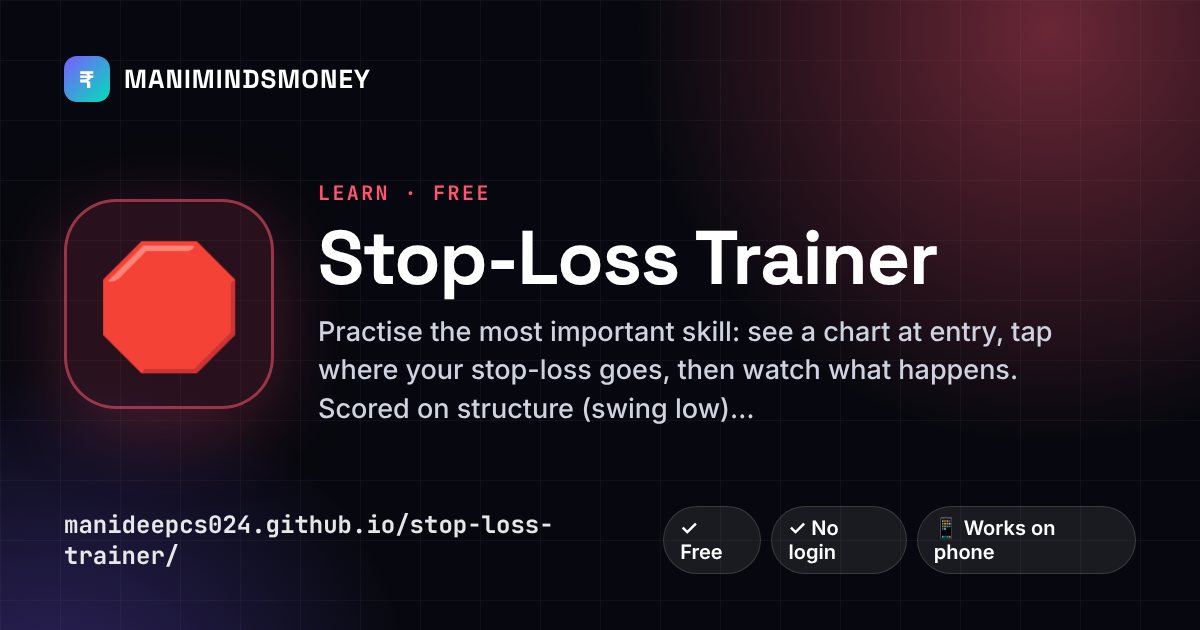 ₹ MANIMINDSMONEY
LEARN · FREE
Stop-Loss Trainer
Practise the most important skill: see a chart at entry, tap
where your stop-loss goes, then watch what happens.
Scored on structure (swing low)...
manideepcs024.github.io/stop-loss-
trainer/
✓
Free
✓ No
login
📱 Works on
phone